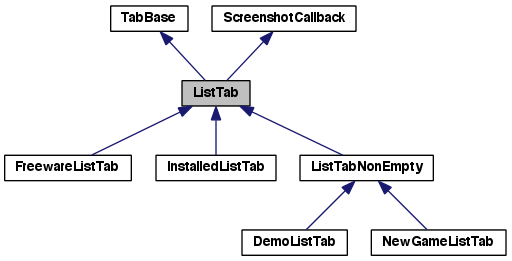 TabBase
ScreenshotCallback
ListTab
FreewareListTab
InstalledListTab
ListTabNonEmpty
DemoListTab
NewGameListTab